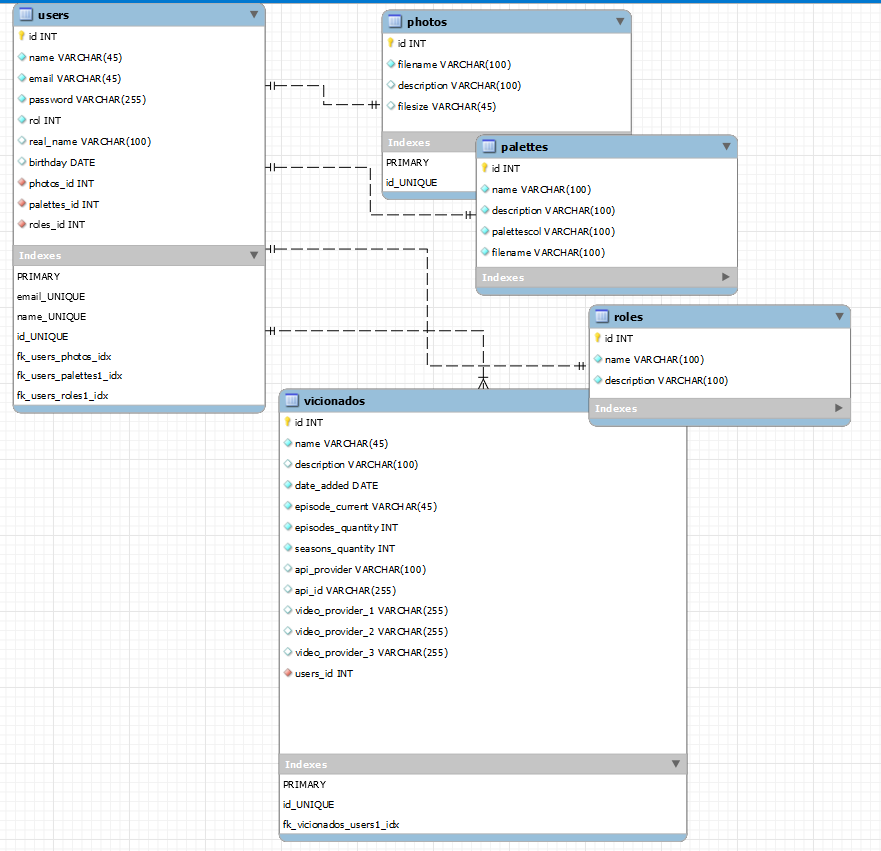 users
id INT
name VARCHAR(45)
email VARCHAR(45)
password VARCHAR(255)
rol INT
real_name VARCHAR(100)
birthday DATE
photos_id INT
palettes_id INT
roles_id INT
Indexes
PRIMARY
email_UNIQUE
name_UNIQUE
id_UNIQUE
fk_users_photos_idx
fk_users_palettes1_idx
fk_users_roles1_idx
photos
id INT
filename VARCHAR(100)
description VARCHAR(100)
filesize VARCHAR(45)
Indexes
PRIMARY
id_UNIQUE
palettes
id INT
name VARCHAR(100)
description VARCHAR(100)
palettescol VARCHAR(100)
filename VARCHAR(100)
Indexes
roles
id INT
name VARCHAR(100)
description VARCHAR(100)
Indexes
vicionados
id INT
name VARCHAR(45)
description VARCHAR(100)
date_added DATE
episode_current VARCHAR(45)
episodes_quantity INT
seasons_quantity INT
api_provider VARCHAR(100)
api_id VARCHAR(255)
video_provider_1 VARCHAR(255)
video_provider_2 VARCHAR(255)
video_provider_3 VARCHAR(255)
users_id INT
Indexes
PRIMARY
id_UNIQUE
fk_vicionados_users1_idx